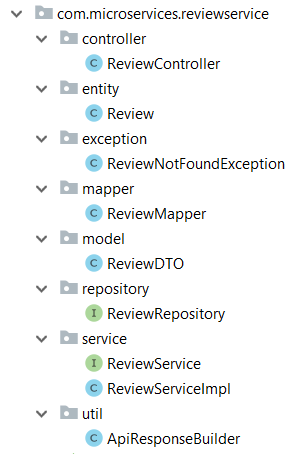 com.microservices.reviewservice
controller
C ReviewController
entity
C Review
exception
C ReviewNotFoundException
mapper
C ReviewMapper
model
C ReviewDTO
repository
I ReviewRepository
service
I ReviewService
C ReviewServiceImpl
util
C ApiResponseBuilder